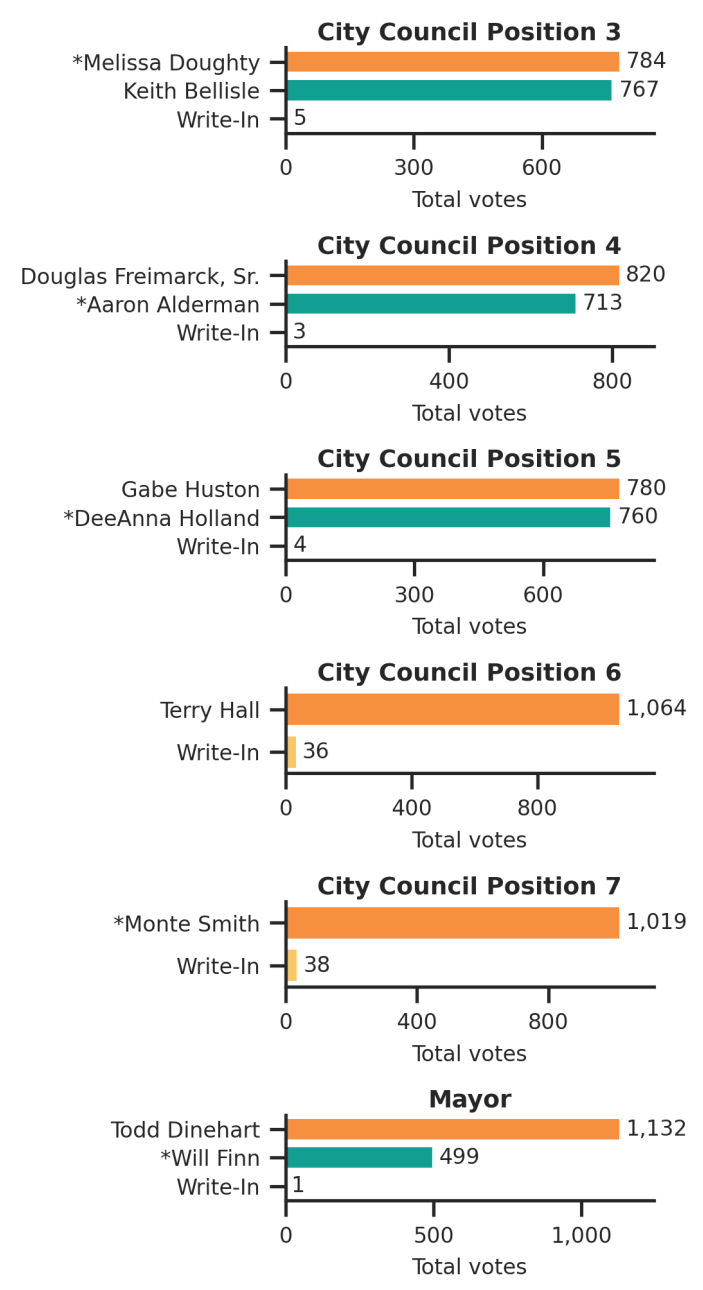 City Council Position 3
*Melissa Doughty 784
Keith Bellisle 767
Write-In 5
0 300 600
Total votes
City Council Position 4
Douglas Freimarck, Sr. 820
*Aaron Alderman 713
Write-In 3
0 400 800
Total votes
City Council Position 5
Gabe Huston 780
*DeeAnna Holland 760
Write-In 4
0 300 600
Total votes
City Council Position 6
Terry Hall 1,064
Write-In 36
0 400 800
Total votes
City Council Position 7
*Monte Smith 1,019
Write-In 38
0 400 800
Total votes
Mayor
Todd Dinehart 1,132
*Will Finn 499
Write-In 1
0 500 1,000
Total votes